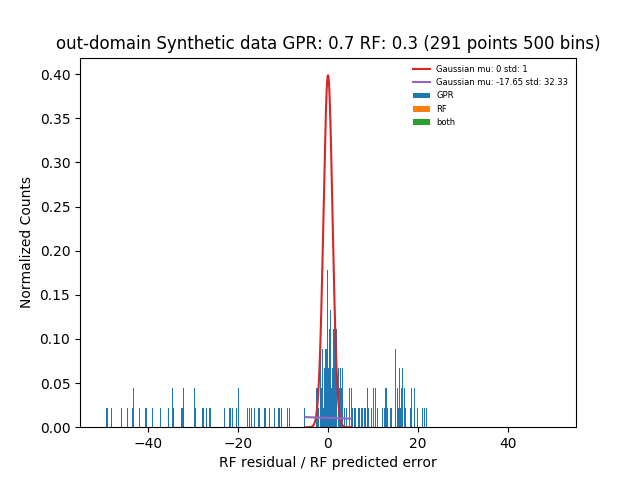 out-domain Synthetic data GPR: 0.7 RF: 0.3 (291 points 500 bins)
Gaussian mu: 0 std: 1
Gaussian mu: -17.65 std: 32.33
GPR
RF
both
Normalized Counts
0.40
0.35
0.30
0.25
0.20
0.15
0.10
0.05
0.00
−40 −20 0 20 40
RF residual / RF predicted error